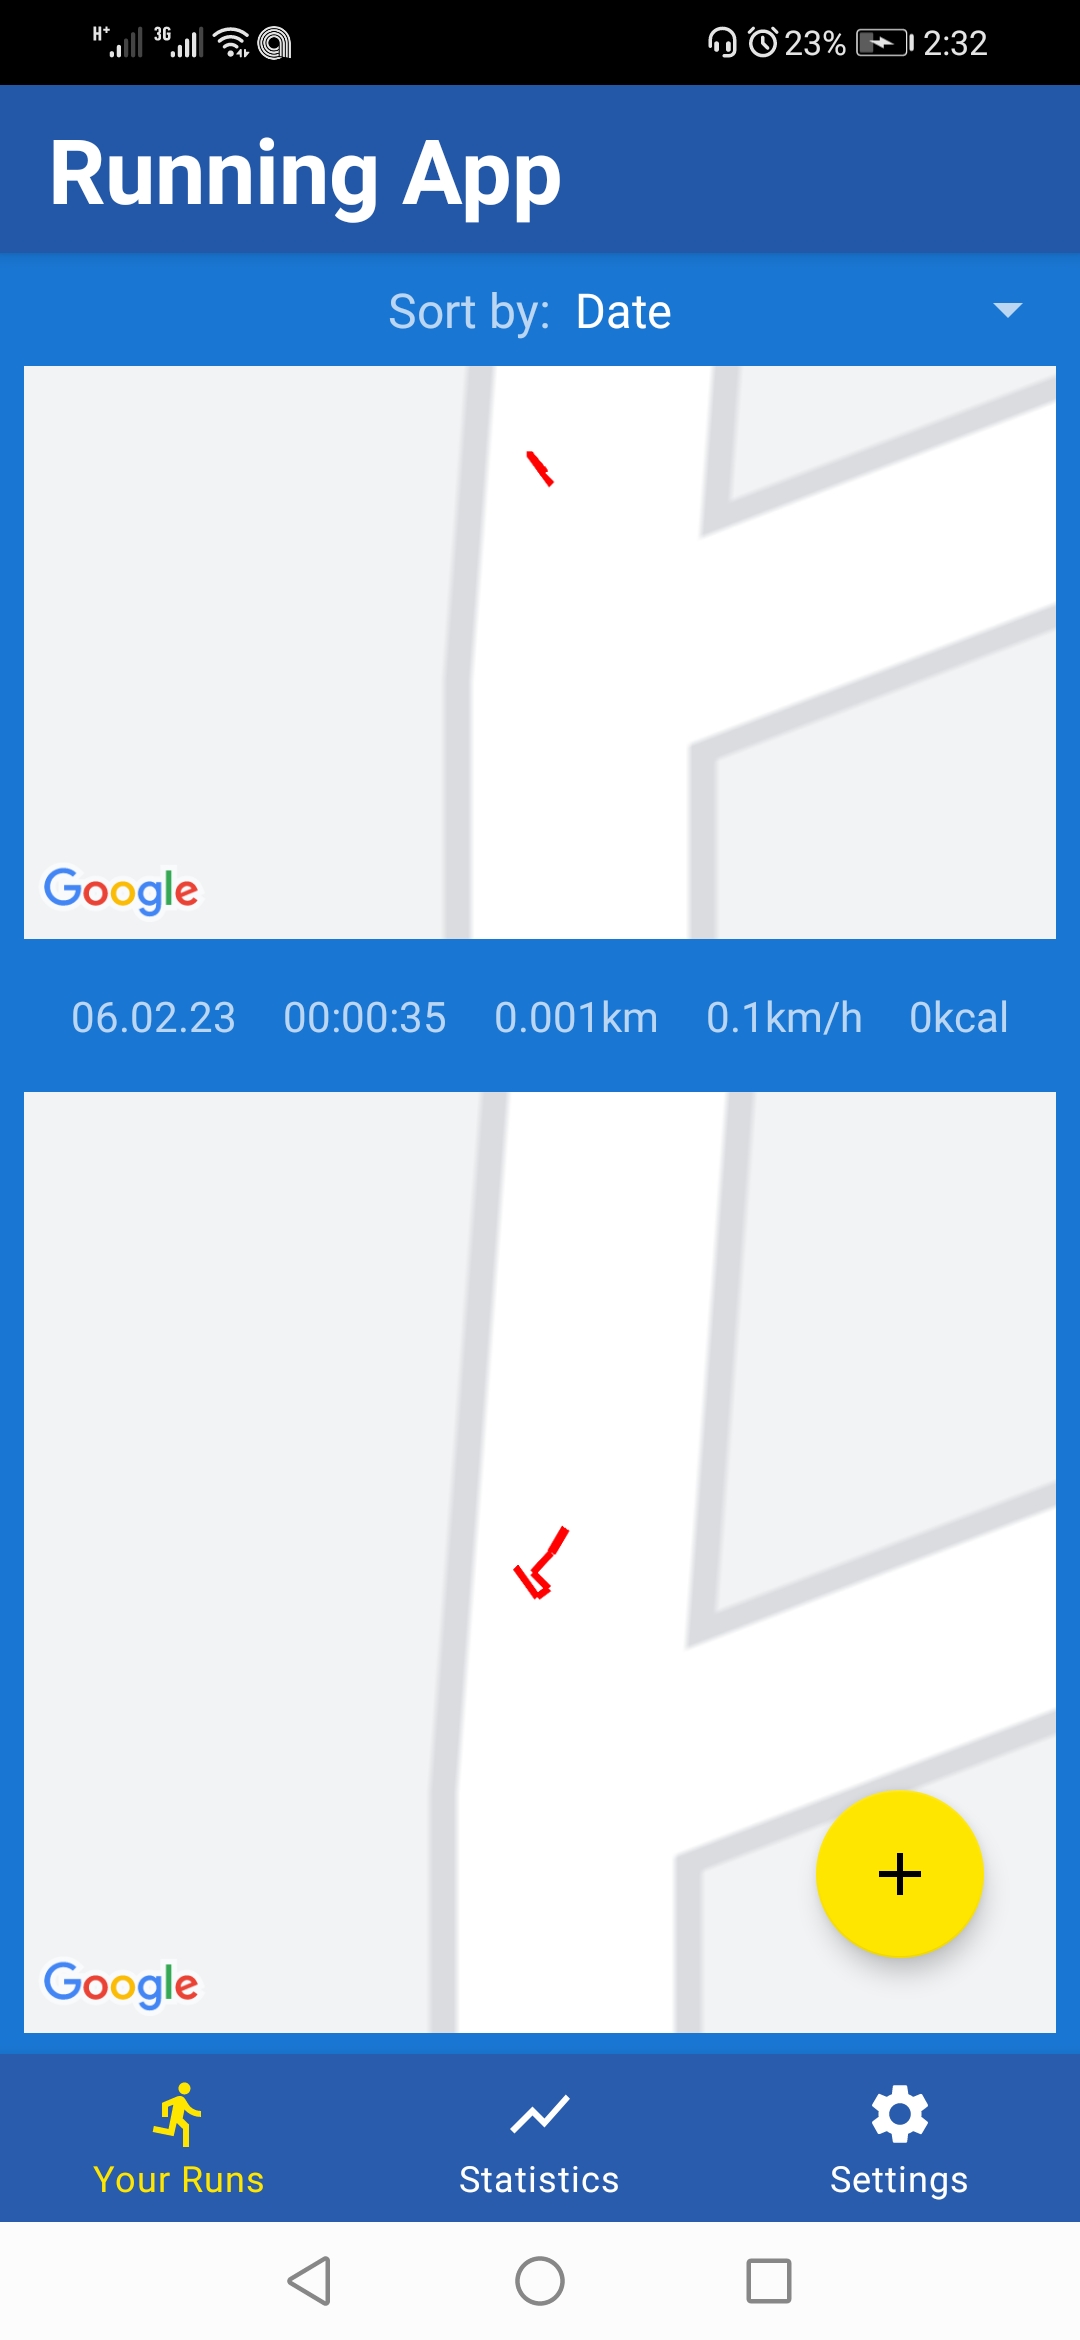 H+ 3G 23% 2:32
Running App
Sort by: Date
Google
06.02.23 00:00:35 0.001km 0.1km/h 0kcal
Google
Your Runs Statistics Settings